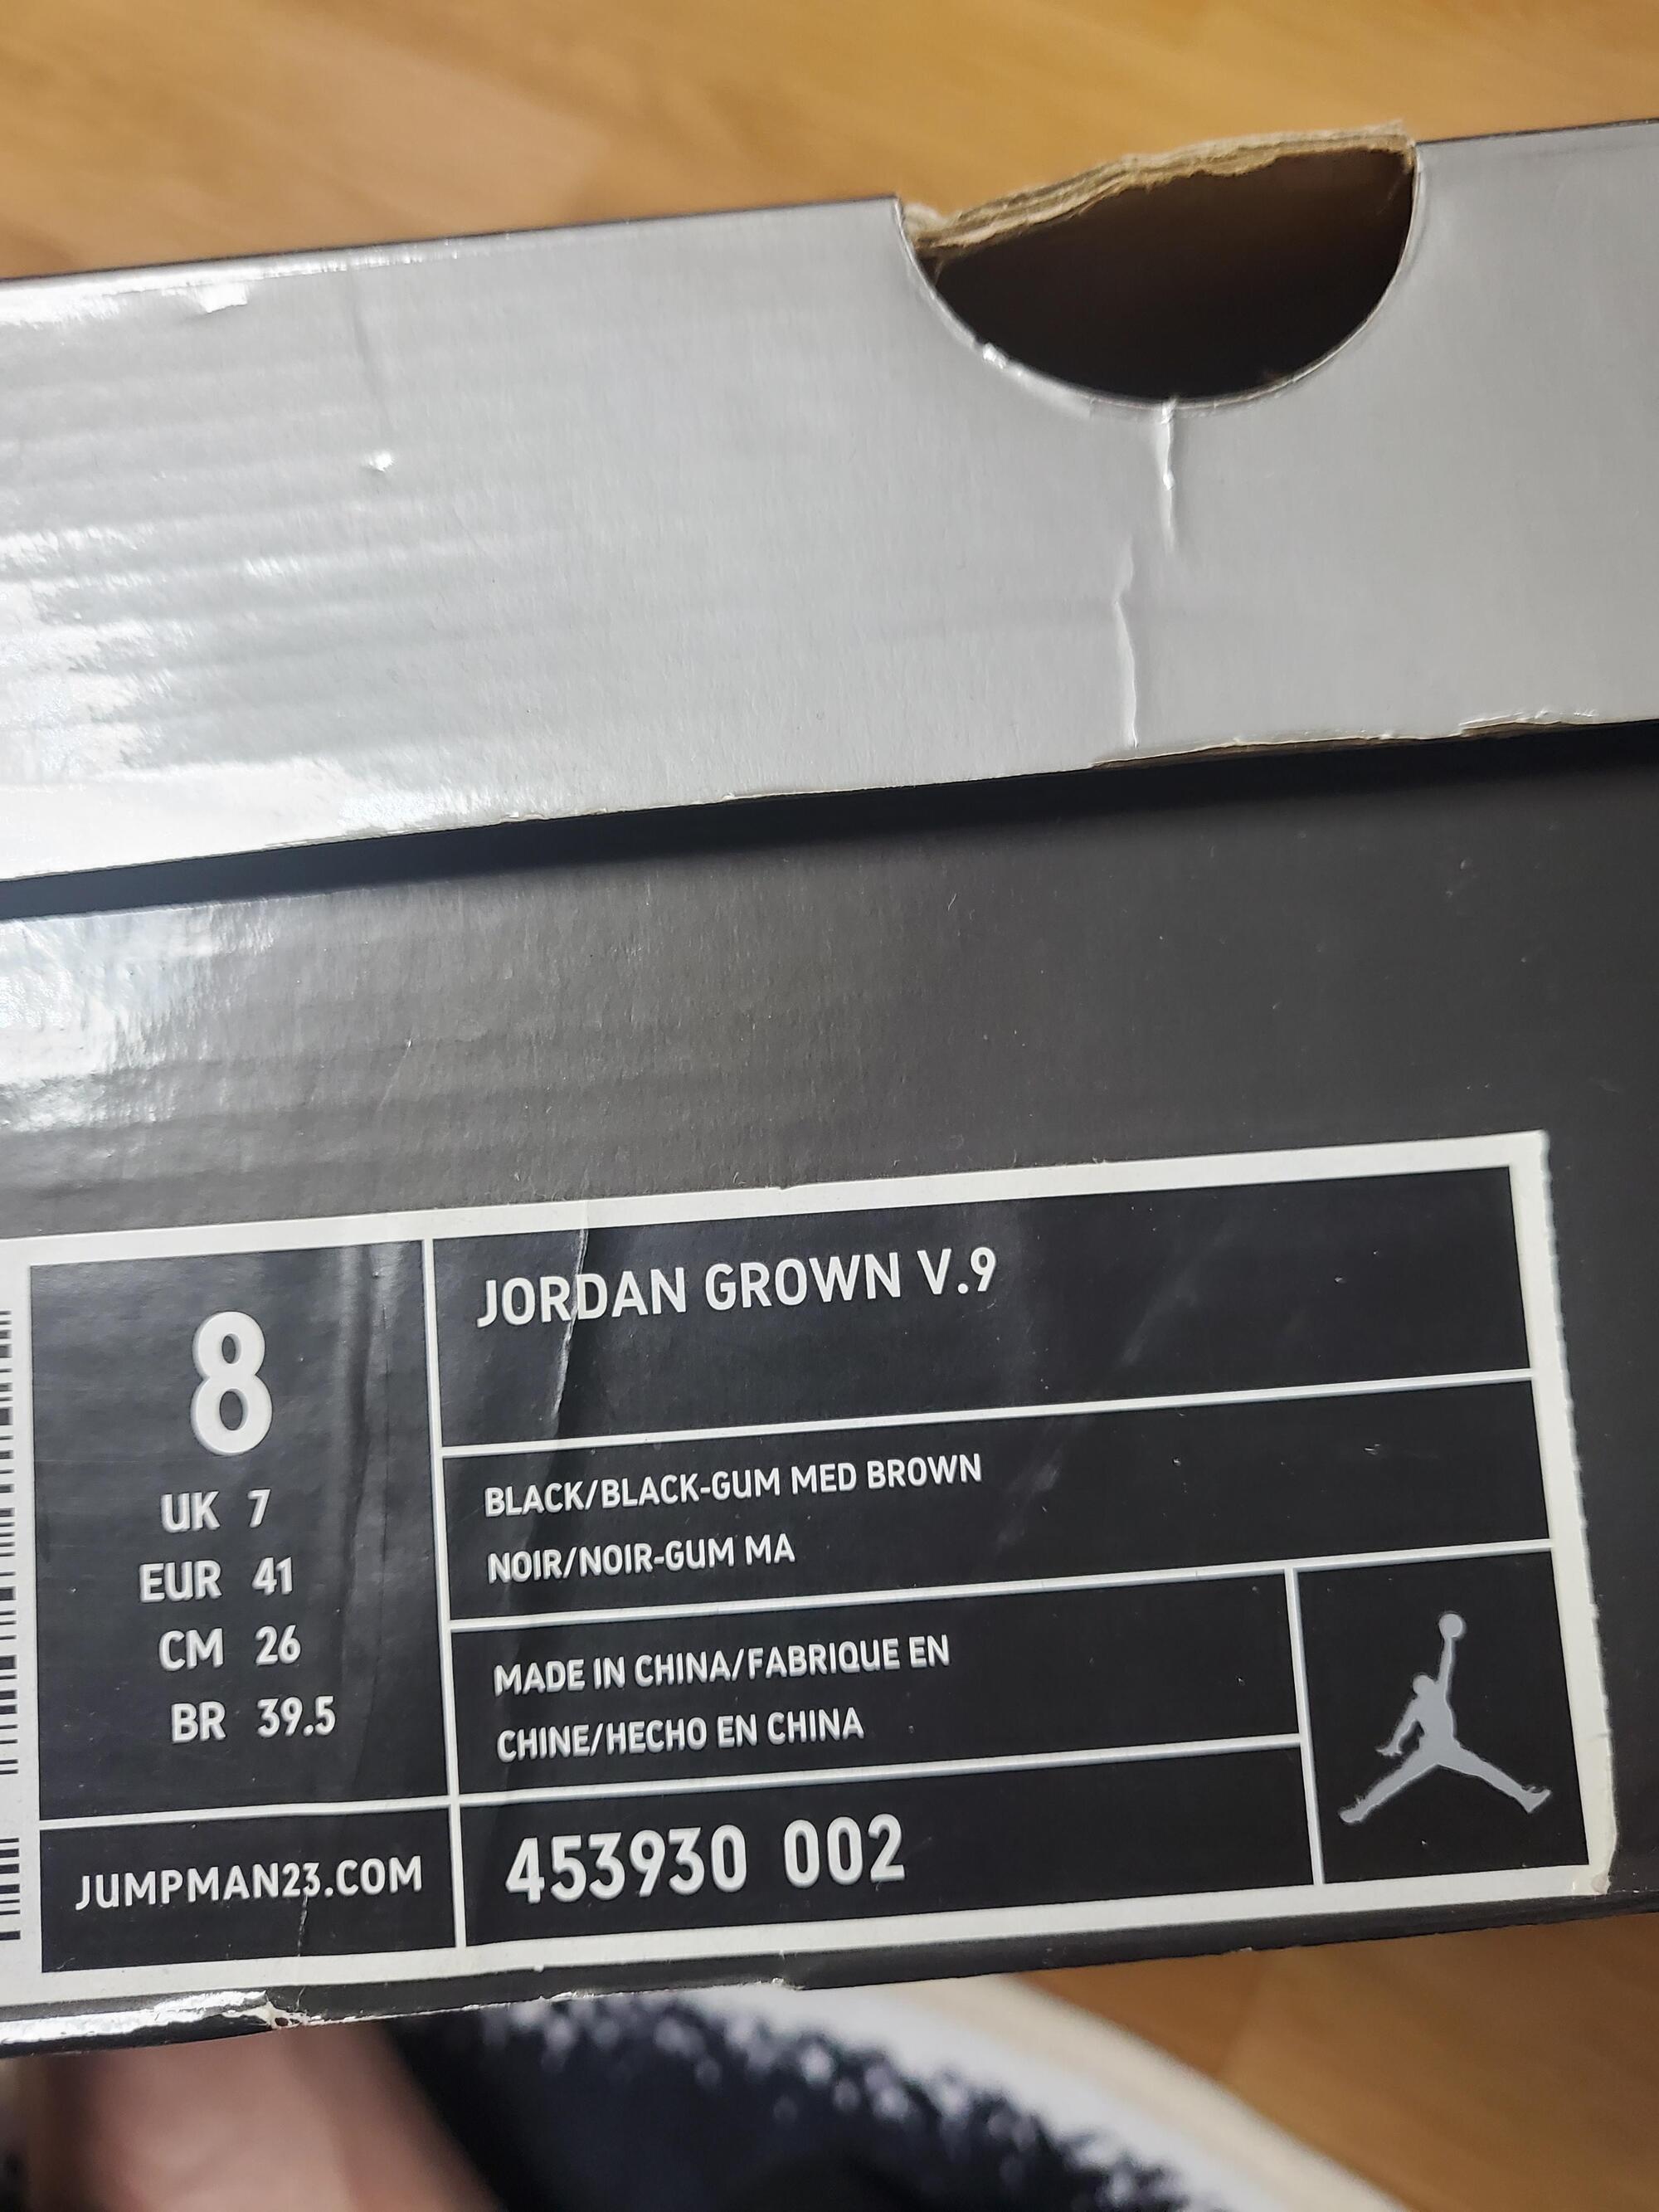 8
UK 7
EUR 41
CM 26
BR 39.5
JUMPMAN23.COM
JORDAN GROWN V.9
BLACK/BLACK-GUM MED BROWN
NOIR/NOIR-GUM MA
MADE IN CHINA/FABRIQUE EN
CHINE/HECHO EN CHINA
453930 002